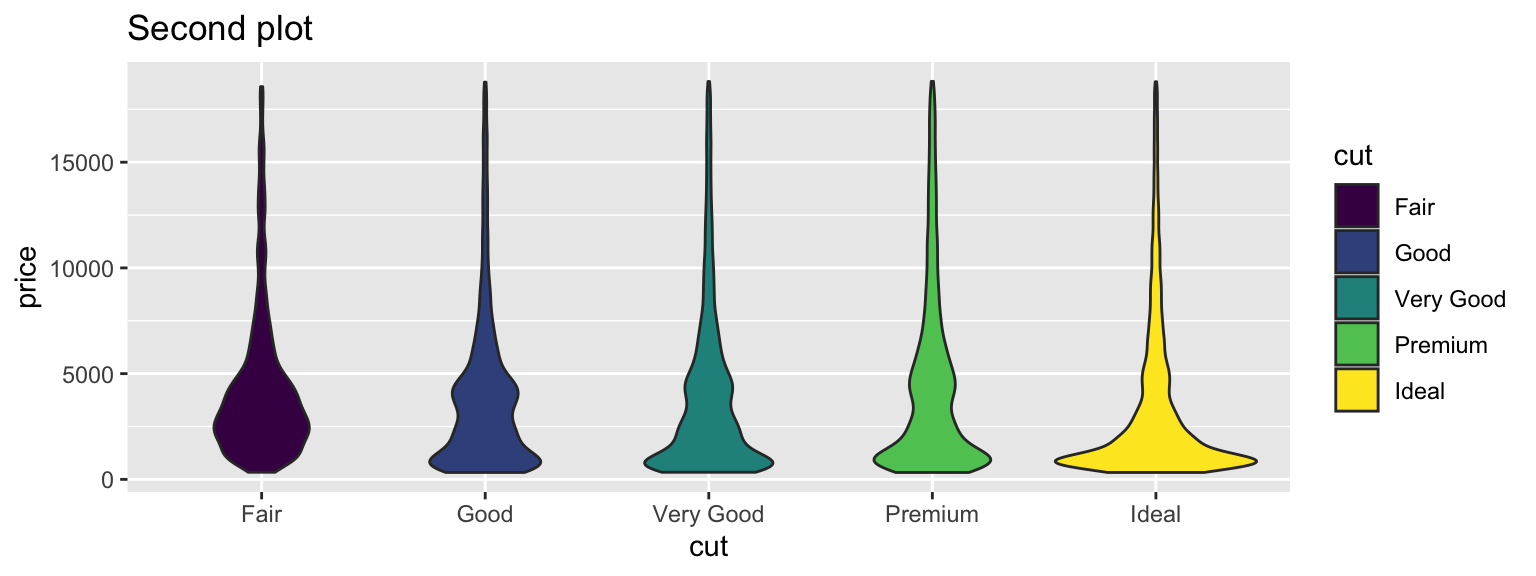 Second plot
price
15000
10000
5000
0
Fair Good Very Good Premium Ideal
cut
cut
Fair
Good
Very Good
Premium
Ideal